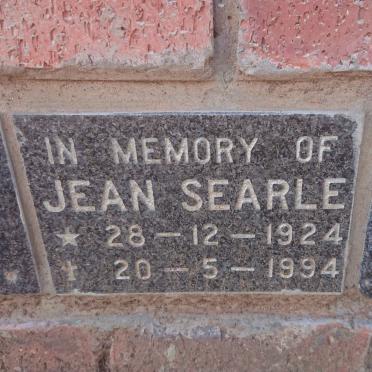 IN MEMORY OF
JEAN SEARLE
★ 28-12-1924
✝ 20-5-1994